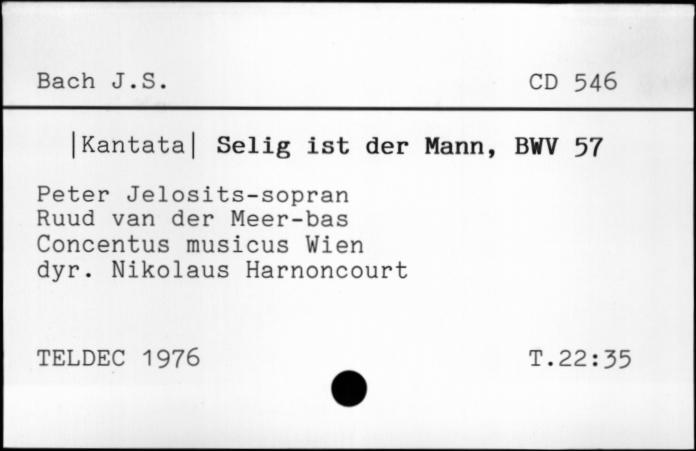 Bach J.S. CD 546
|Kantata| Selig ist der Mann, BWV 57
Peter Jelosits-sopran
Ruud van der Meer-bas
Concentus musicus Wien
dyr. Nikolaus Harnoncourt
TELDEC 1976 T.22:35